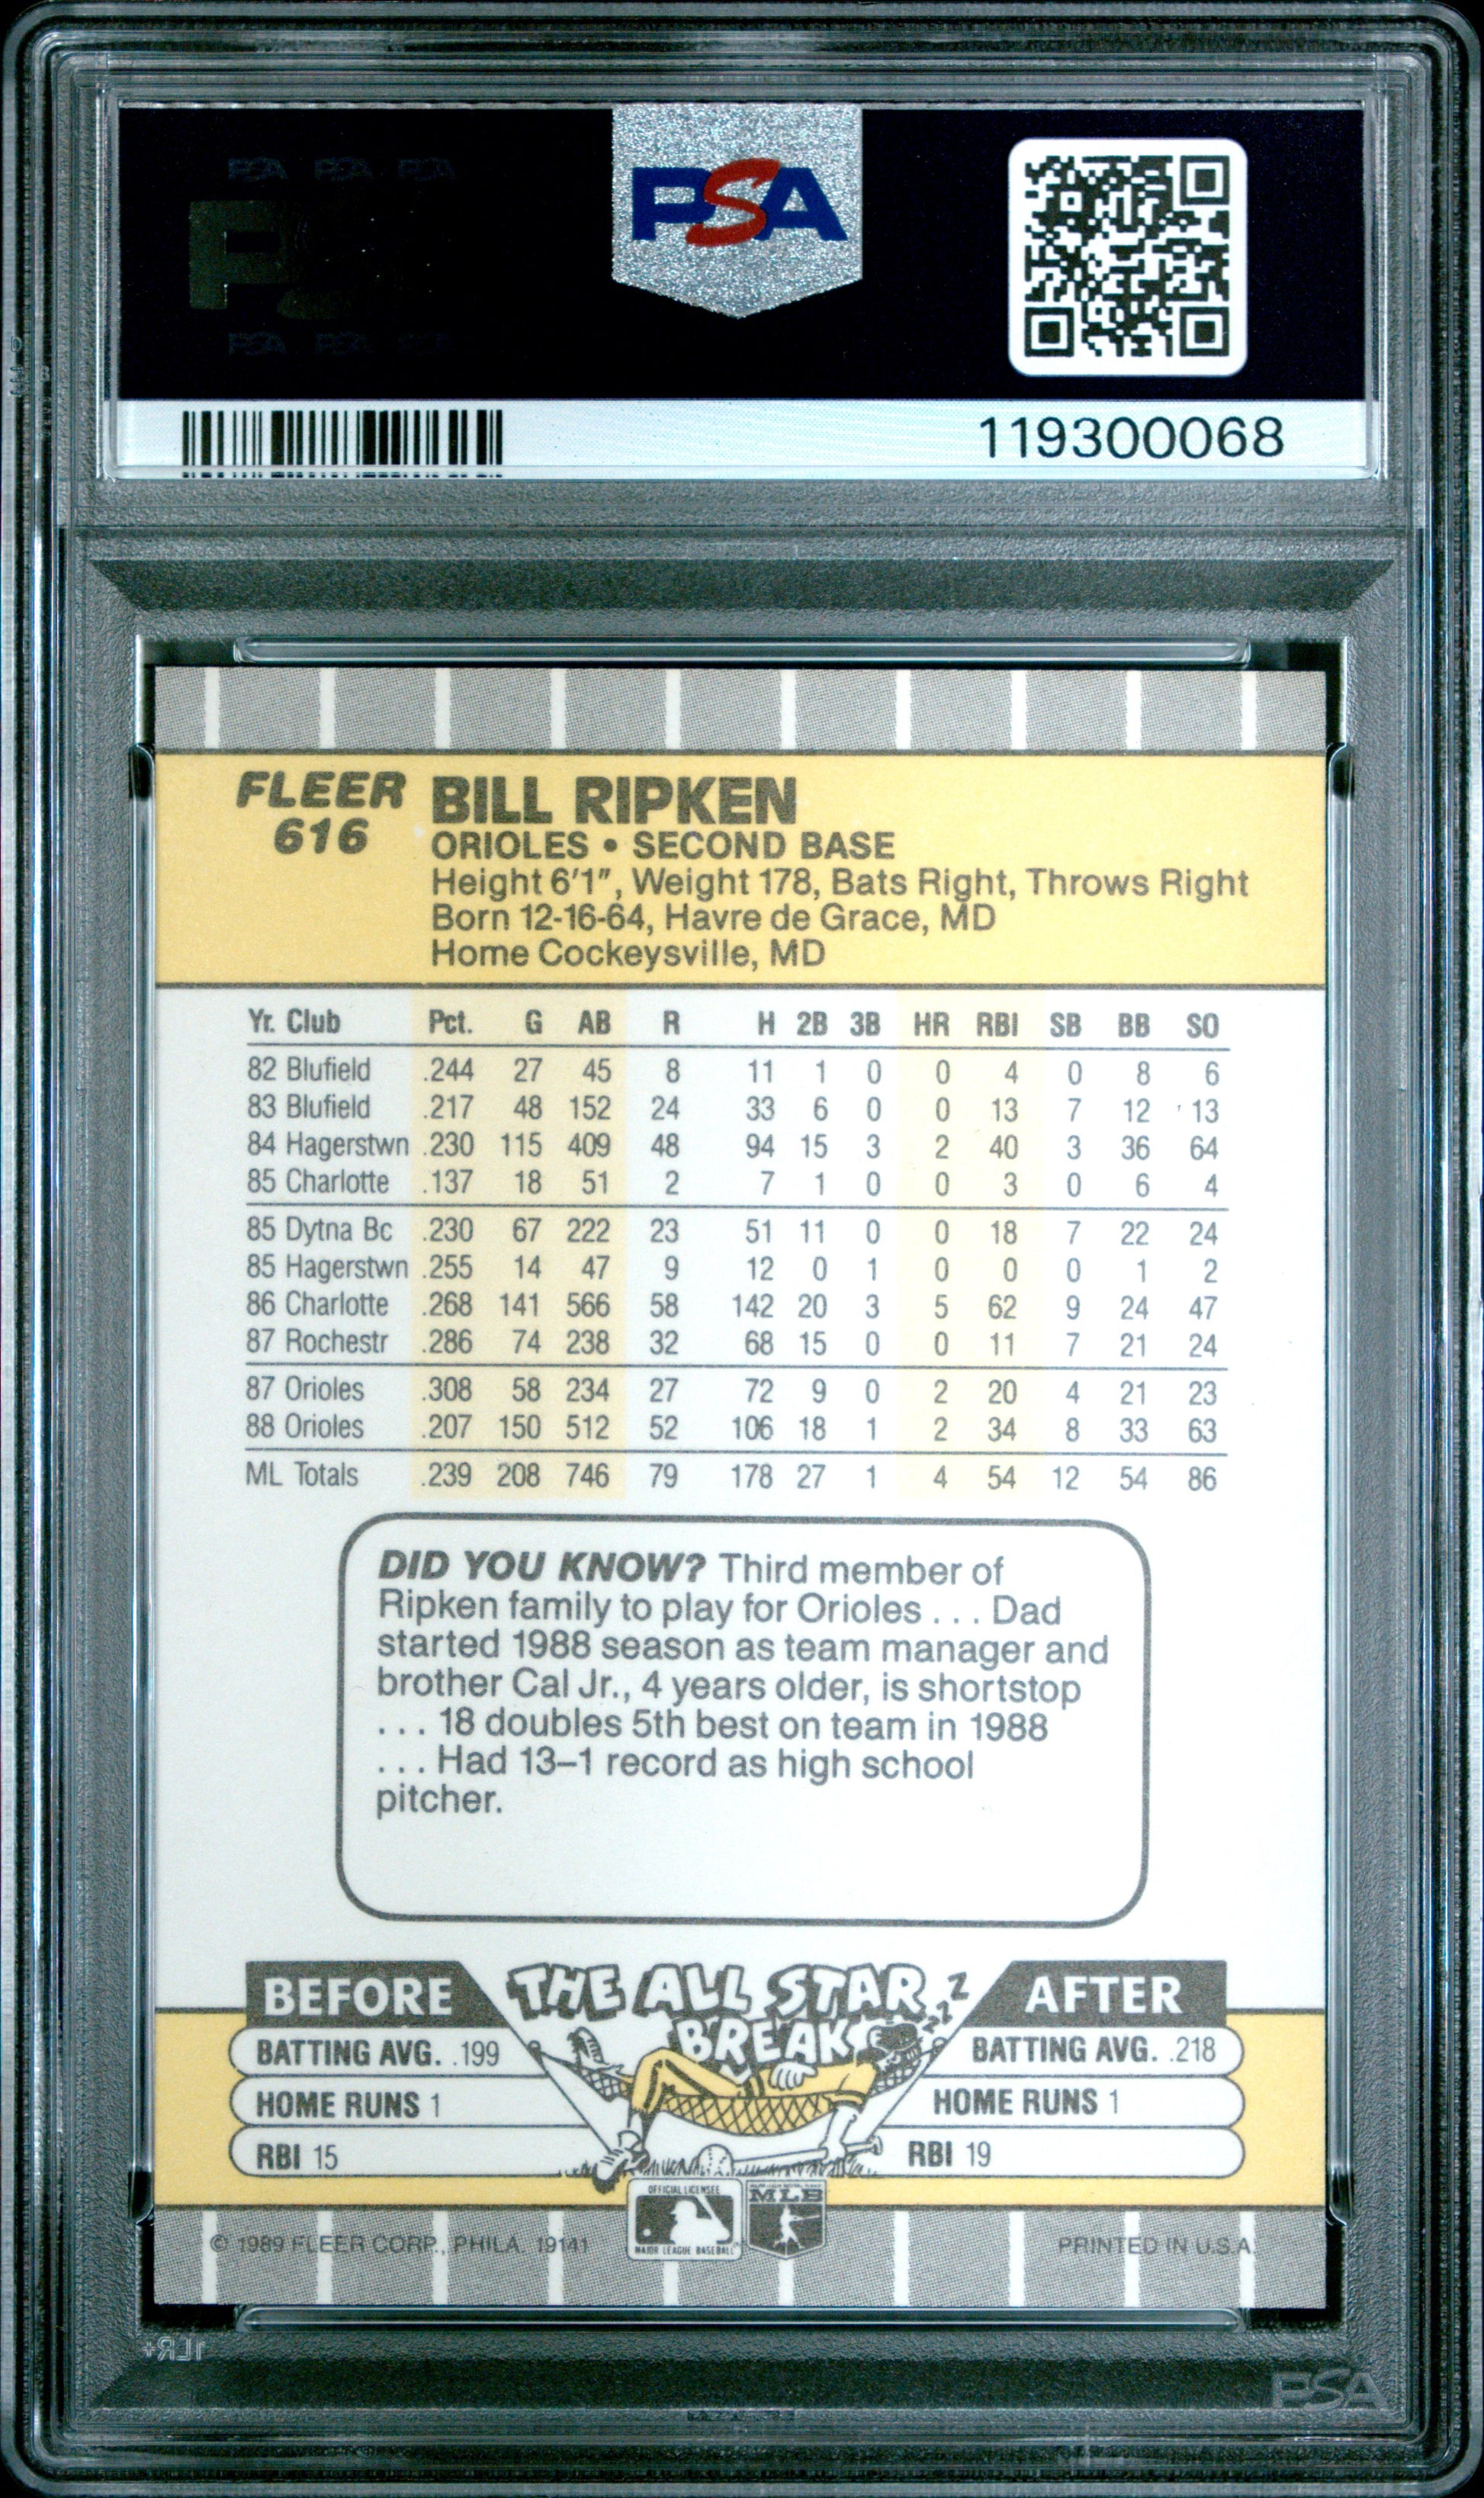 PSA PSA PSA
PSA
PSA PSA PSA
PSA
119300068
FLEER
616
BILL RIPKEN
ORIOLES • SECOND BASE
Height 6'1", Weight 178, Bats Right, Throws Right
Born 12-16-64, Havre de Grace, MD
Home Cockeysville, MD
Yr. Club Pct. G AB R H 2B 3B HR RBI SB BB SO
82 Blufield .244 27 45 8 11 1 0 0 4 0 8 6
83 Blufield .217 48 152 24 33 6 0 0 13 7 12 13
84 Hagerstwn .230 115 409 48 94 15 3 2 40 3 36 64
85 Charlotte .137 18 51 2 7 1 0 0 3 0 6 4
85 Dytna Bc .230 67 222 23 51 11 0 0 18 7 22 24
85 Hagerstwn .255 14 47 9 12 0 1 0 0 0 1 2
86 Charlotte .268 141 566 58 142 20 3 5 62 9 24 47
87 Rochestr .286 74 238 32 68 15 0 0 11 7 21 24
87 Orioles .308 58 234 27 72 9 0 2 20 4 21 23
88 Orioles .207 150 512 52 106 18 1 2 34 8 33 63
ML Totals .239 208 746 79 178 27 1 4 54 12 54 86
DID YOU KNOW? Third member of
Ripken family to play for Orioles . . . Dad
started 1988 season as team manager and
brother Cal Jr., 4 years older, is shortstop
. . . 18 doubles 5th best on team in 1988
. . . Had 13–1 record as high school
pitcher.
BEFORE THE ALL STAR BREAK AFTER
ZZZZ
BATTING AVG. .199 BATTING AVG. .218
HOME RUNS 1 HOME RUNS 1
RBI 15 RBI 19
OFFICIAL LICENSEE
MAJOR LEAGUE BASEBALL
MLB
© 1989 FLEER CORP., PHILA. 19141 PRINTED IN U.S.A.
1LR+
PSA